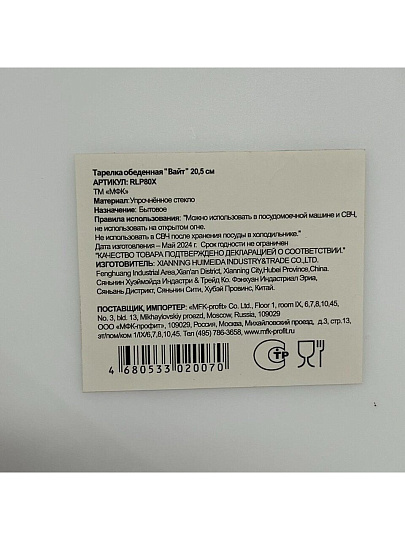 Тарелка обеденная "Вайт" 20,5 см
АРТИКУЛ: RLP80X
ТМ «МФК»
Материал:Упрочнённое стекло
Назначение: Бытовое
Правила использования: "Можно использовать в посудомоечной машине и СВЧ,
не использовать на открытом огне.
Не использовать в СВЧ после хранения посуды в холодильнике."
Дата изготовления – Май 2024 г. Срок годности не ограничен
"КАЧЕСТВО ТОВАРА ПОДТВЕРЖДЕНО ДЕКЛАРАЦИЕЙ О СООТВЕТСТВИИ."
ИЗГОТОВИТЕЛЬ: XIANNING HUIMEIDA INDUSTRY&TRADE CO.,LTD.
Fenghuang Industrial Area,Xian'an District, Xianning City,Hubei Province,China.
Сяньнин Хуэймэйда Индастри & Трейд Ко. Фэнхуан Индастриал Эриа,
Сяньань Дистрикт, Сяньнин Сити, Хубэй Провинс, Китай.
ПОСТАВЩИК, ИМПОРТЕР: «MFK-profit» Co. Ltd., Floor 1, room IX, 6,7,8,10,45,
No. 3, bld. 13, Mikhaylovskiy proezd, Moscow, Russia, 109029
ООО «МФК-профит», 109029, Россия, Москва, Михайловский проезд, д.3, стр.13,
эт/пом/ком 1/IX/6,7,8,10,45. Тел (495) 786-3658, www.mfk-profit.ru
4 680533 020070
СТР